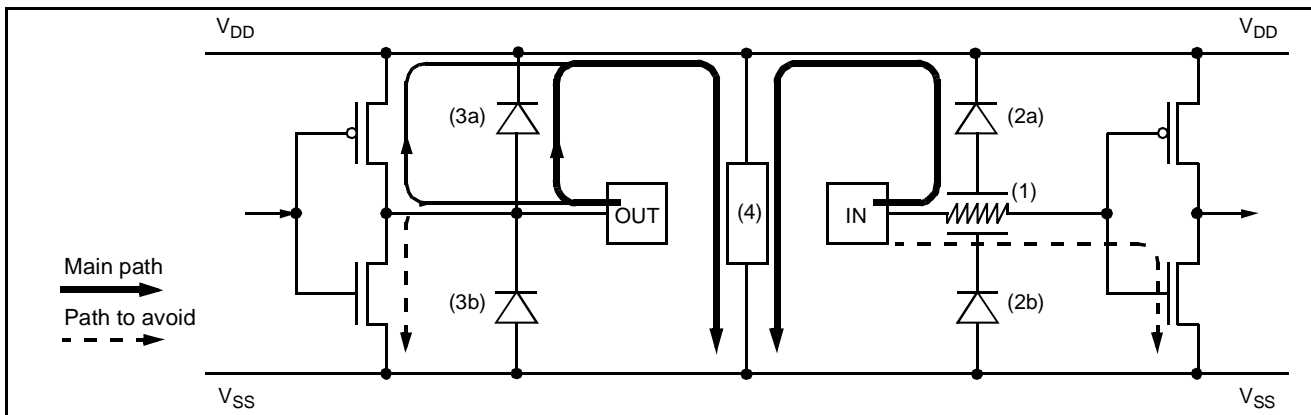 VDD
VDD
(3a)
(2a)
(1)
OUT
(4)
IN
Main path
Path to avoid
(3b)
(2b)
VSS
VSS